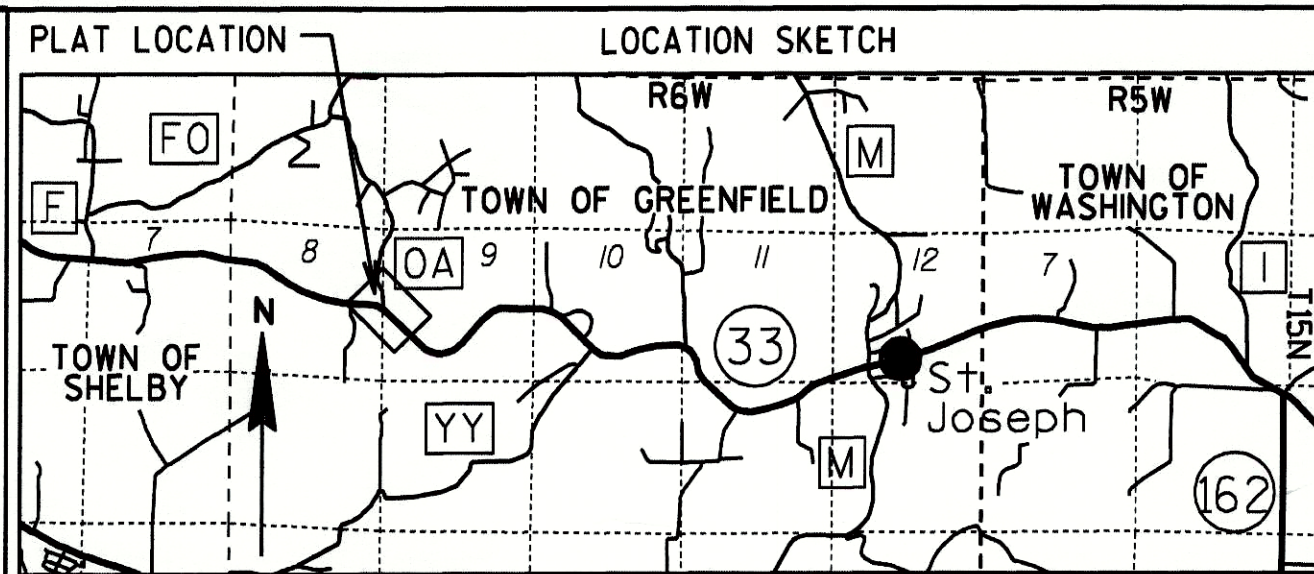 PLAT LOCATION
LOCATION SKETCH
R6W
R5W
FO
M
F
TOWN OF GREENFIELD
TOWN OF
WASHINGTON
7
8
OA
9
10
11
12
7
I
N
T15N
33
TOWN OF
SHELBY
St.
Joseph
YY
M
162